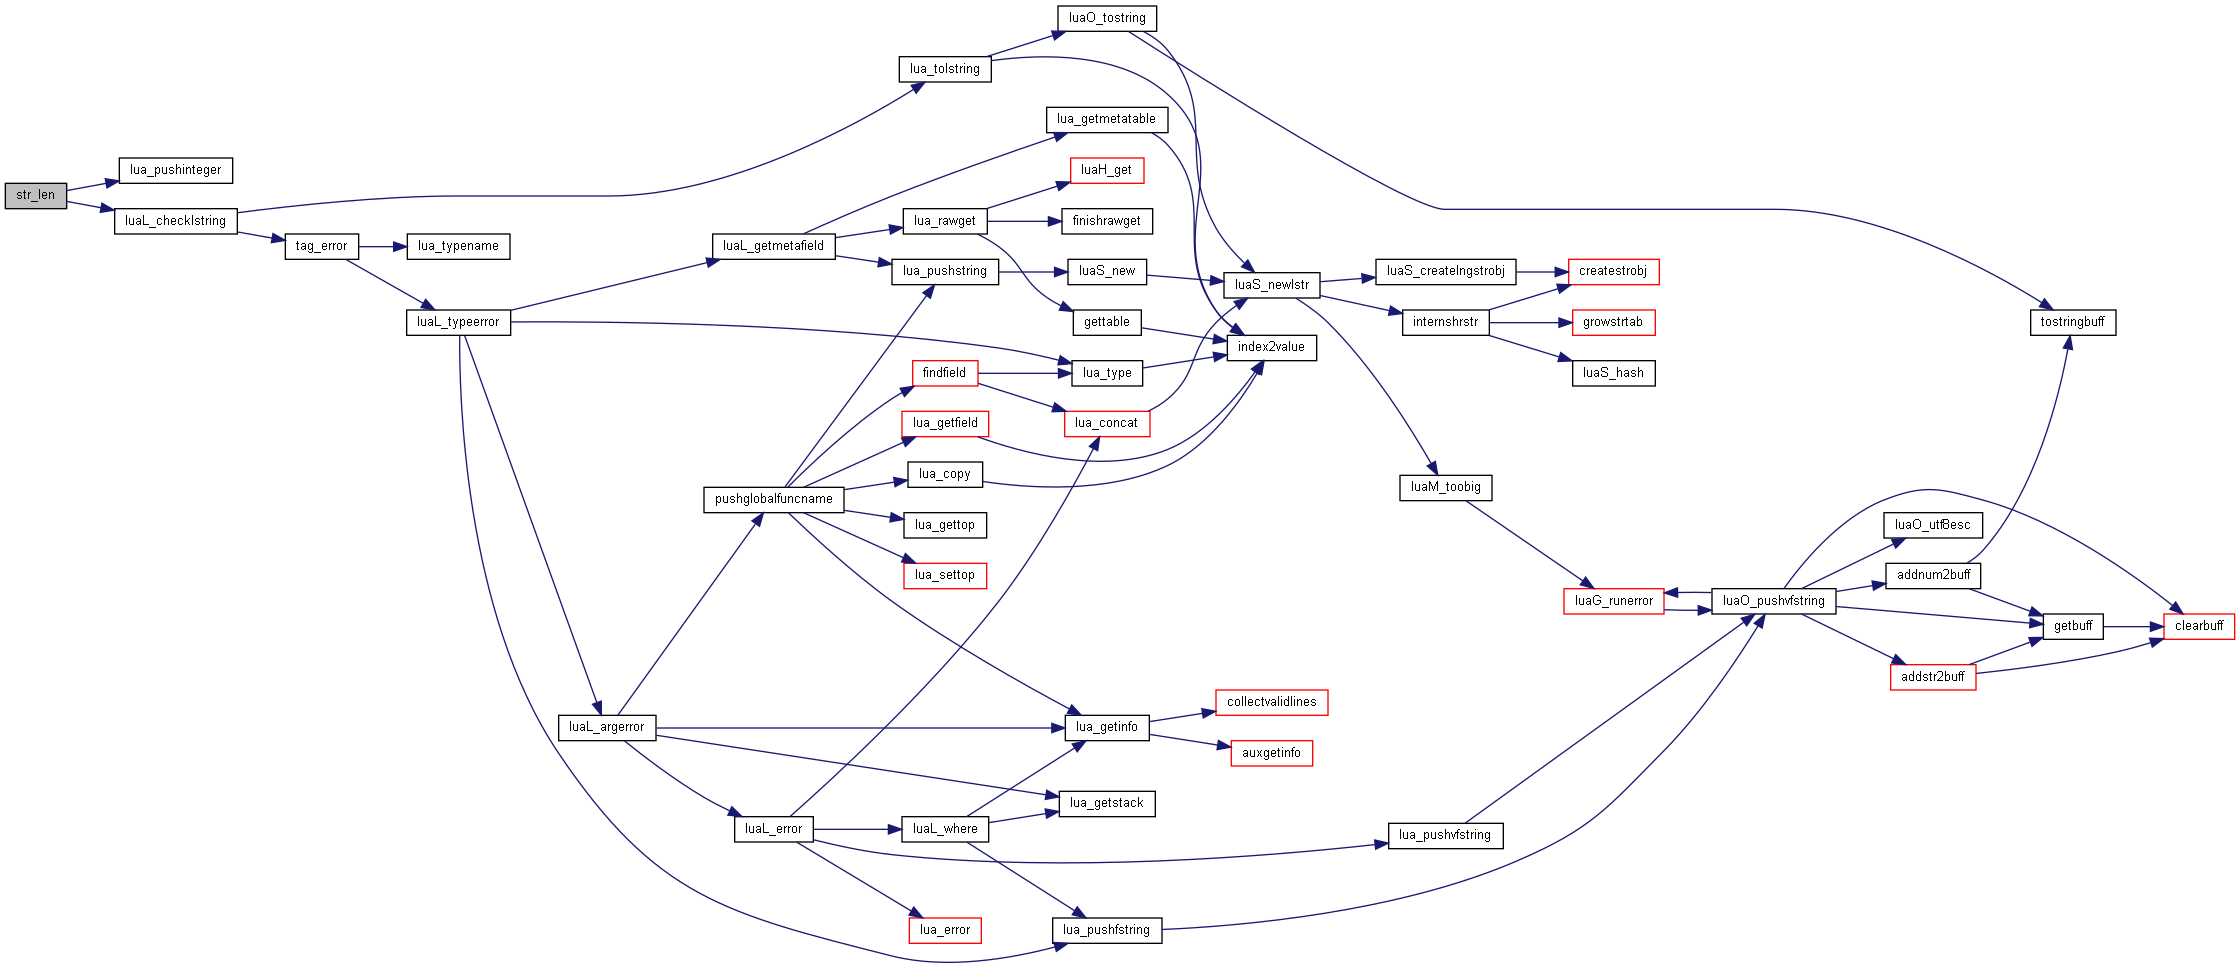 str_len
lua_pushinteger
luaL_checklstring
tag_error
lua_typename
luaL_typeerror
luaL_argerror
luaL_getmetafield
pushglobalfuncname
luaL_error
lua_tolstring
lua_rawget
lua_pushstring
findfield
lua_getfield
lua_copy
lua_gettop
lua_settop
luaL_where
lua_error
luaO_tostring
lua_getmetatable
luaH_get
finishrawget
luaS_new
gettable
lua_type
lua_concat
lua_getinfo
lua_getstack
lua_pushfstring
luaS_newlstr
index2value
collectvalidlines
auxgetinfo
luaS_createlngstrobj
internshrstr
luaM_toobig
lua_pushvfstring
createstrobj
growstrtab
luaS_hash
luaG_runerror
luaO_pushvfstring
luaO_utf8esc
addnum2buff
addstr2buff
tostringbuff
getbuff
clearbuff